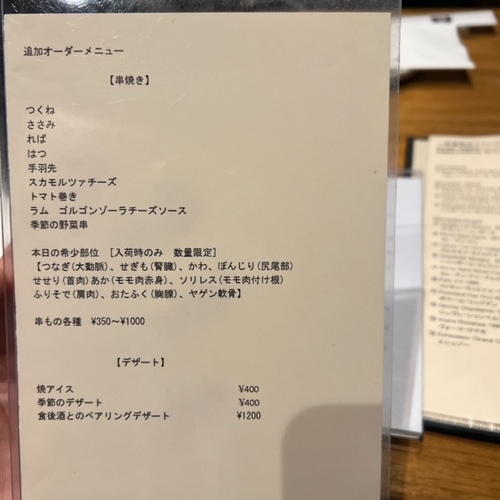 追加オーダーメニュー
【串焼き】
つくね
ささみ
ればー
はつ
手羽先
スカモルツァチーズ
トマト巻き
ラム ゴルゴンゾーラチーズソース
季節の野菜串
本日の希少部位 [入荷時のみ 数量限定]
【つなぎ(大動脈)、せぎも(腎臓)、かわ、ぼんじり(尻尾部)
せせり(首肉)あか(モモ肉赤身)、ソリレス(モモ肉付け根)
ふりそで(肩肉)、おたふく(胸腺)、ヤゲン軟骨】
串もの各種 ¥350~¥1000
【デザート】
焼アイス ¥400
季節のデザート ¥400
食後酒とのペアリングデザート ¥1200